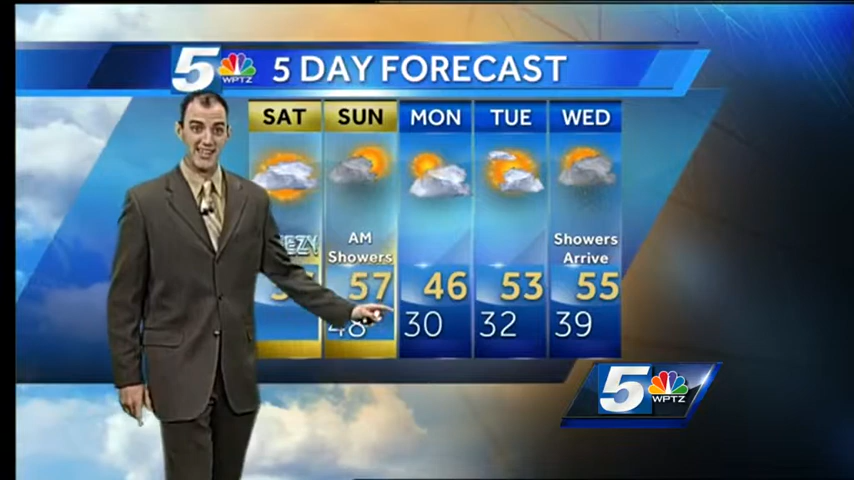 5 WPTZ 5 DAY FORECAST
SAT SUN MON TUE WED
AM
Showers
Showers
Arrive
57 46 53 55
48 30 32 39
5 WPTZ